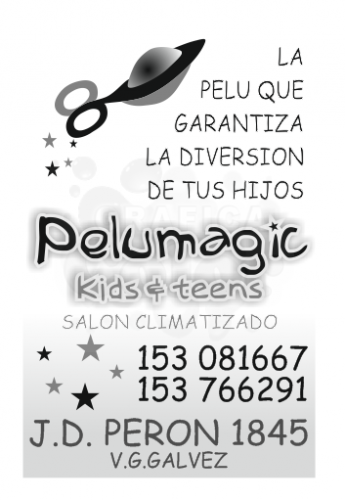 LA
PELU QUE
GARANTIZA
LA DIVERSION
DE TUS HIJOS
Pelumagic
Kids & teens
SALON CLIMATIZADO
153 081667
153 766291
J.D. PERON 1845
V.G.GALVEZ